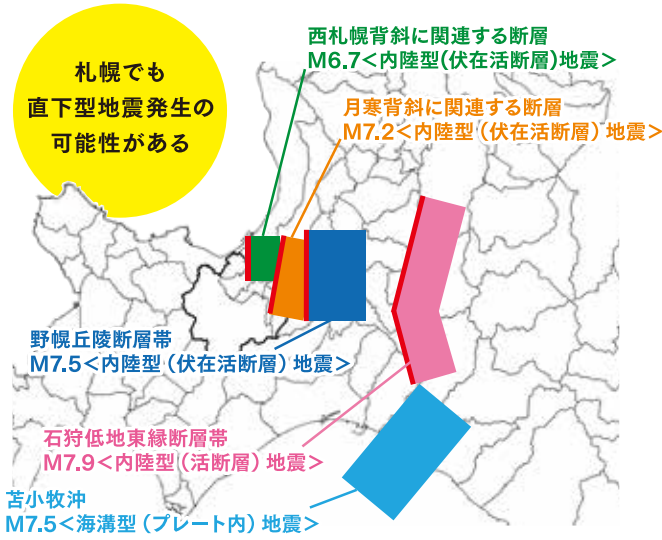 札幌でも
直下型地震発生の
可能性がある
西札幌背斜に関連する断層
M6.7<内陸型(伏在活断層)地震>
月寒背斜に関連する断層
M7.2<内陸型（伏在活断層）地震>
野幌丘陵断層帯
M7.5<内陸型（伏在活断層）地震>
石狩低地東縁断層帯
M7.9<内陸型（活断層）地震>
苫小牧沖
M7.5<海溝型（プレート内）地震>